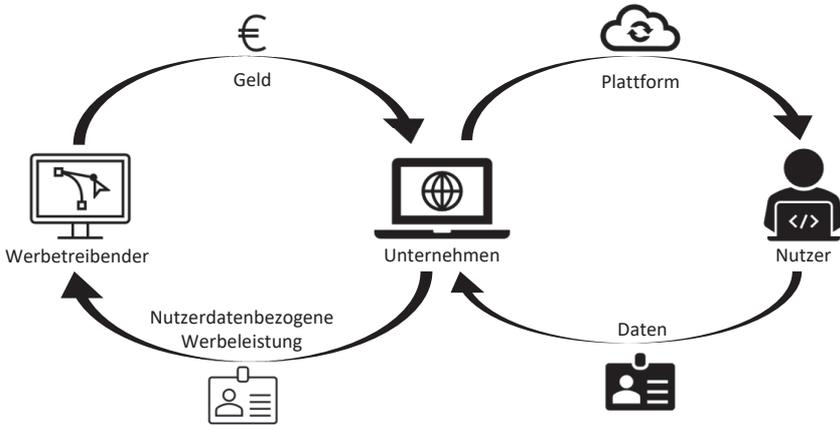 €
Geld
Plattform
</>
Werbetreibender
Unternehmen
Nutzer
Nutzerdatenbezogene
Werbeleistung
Daten